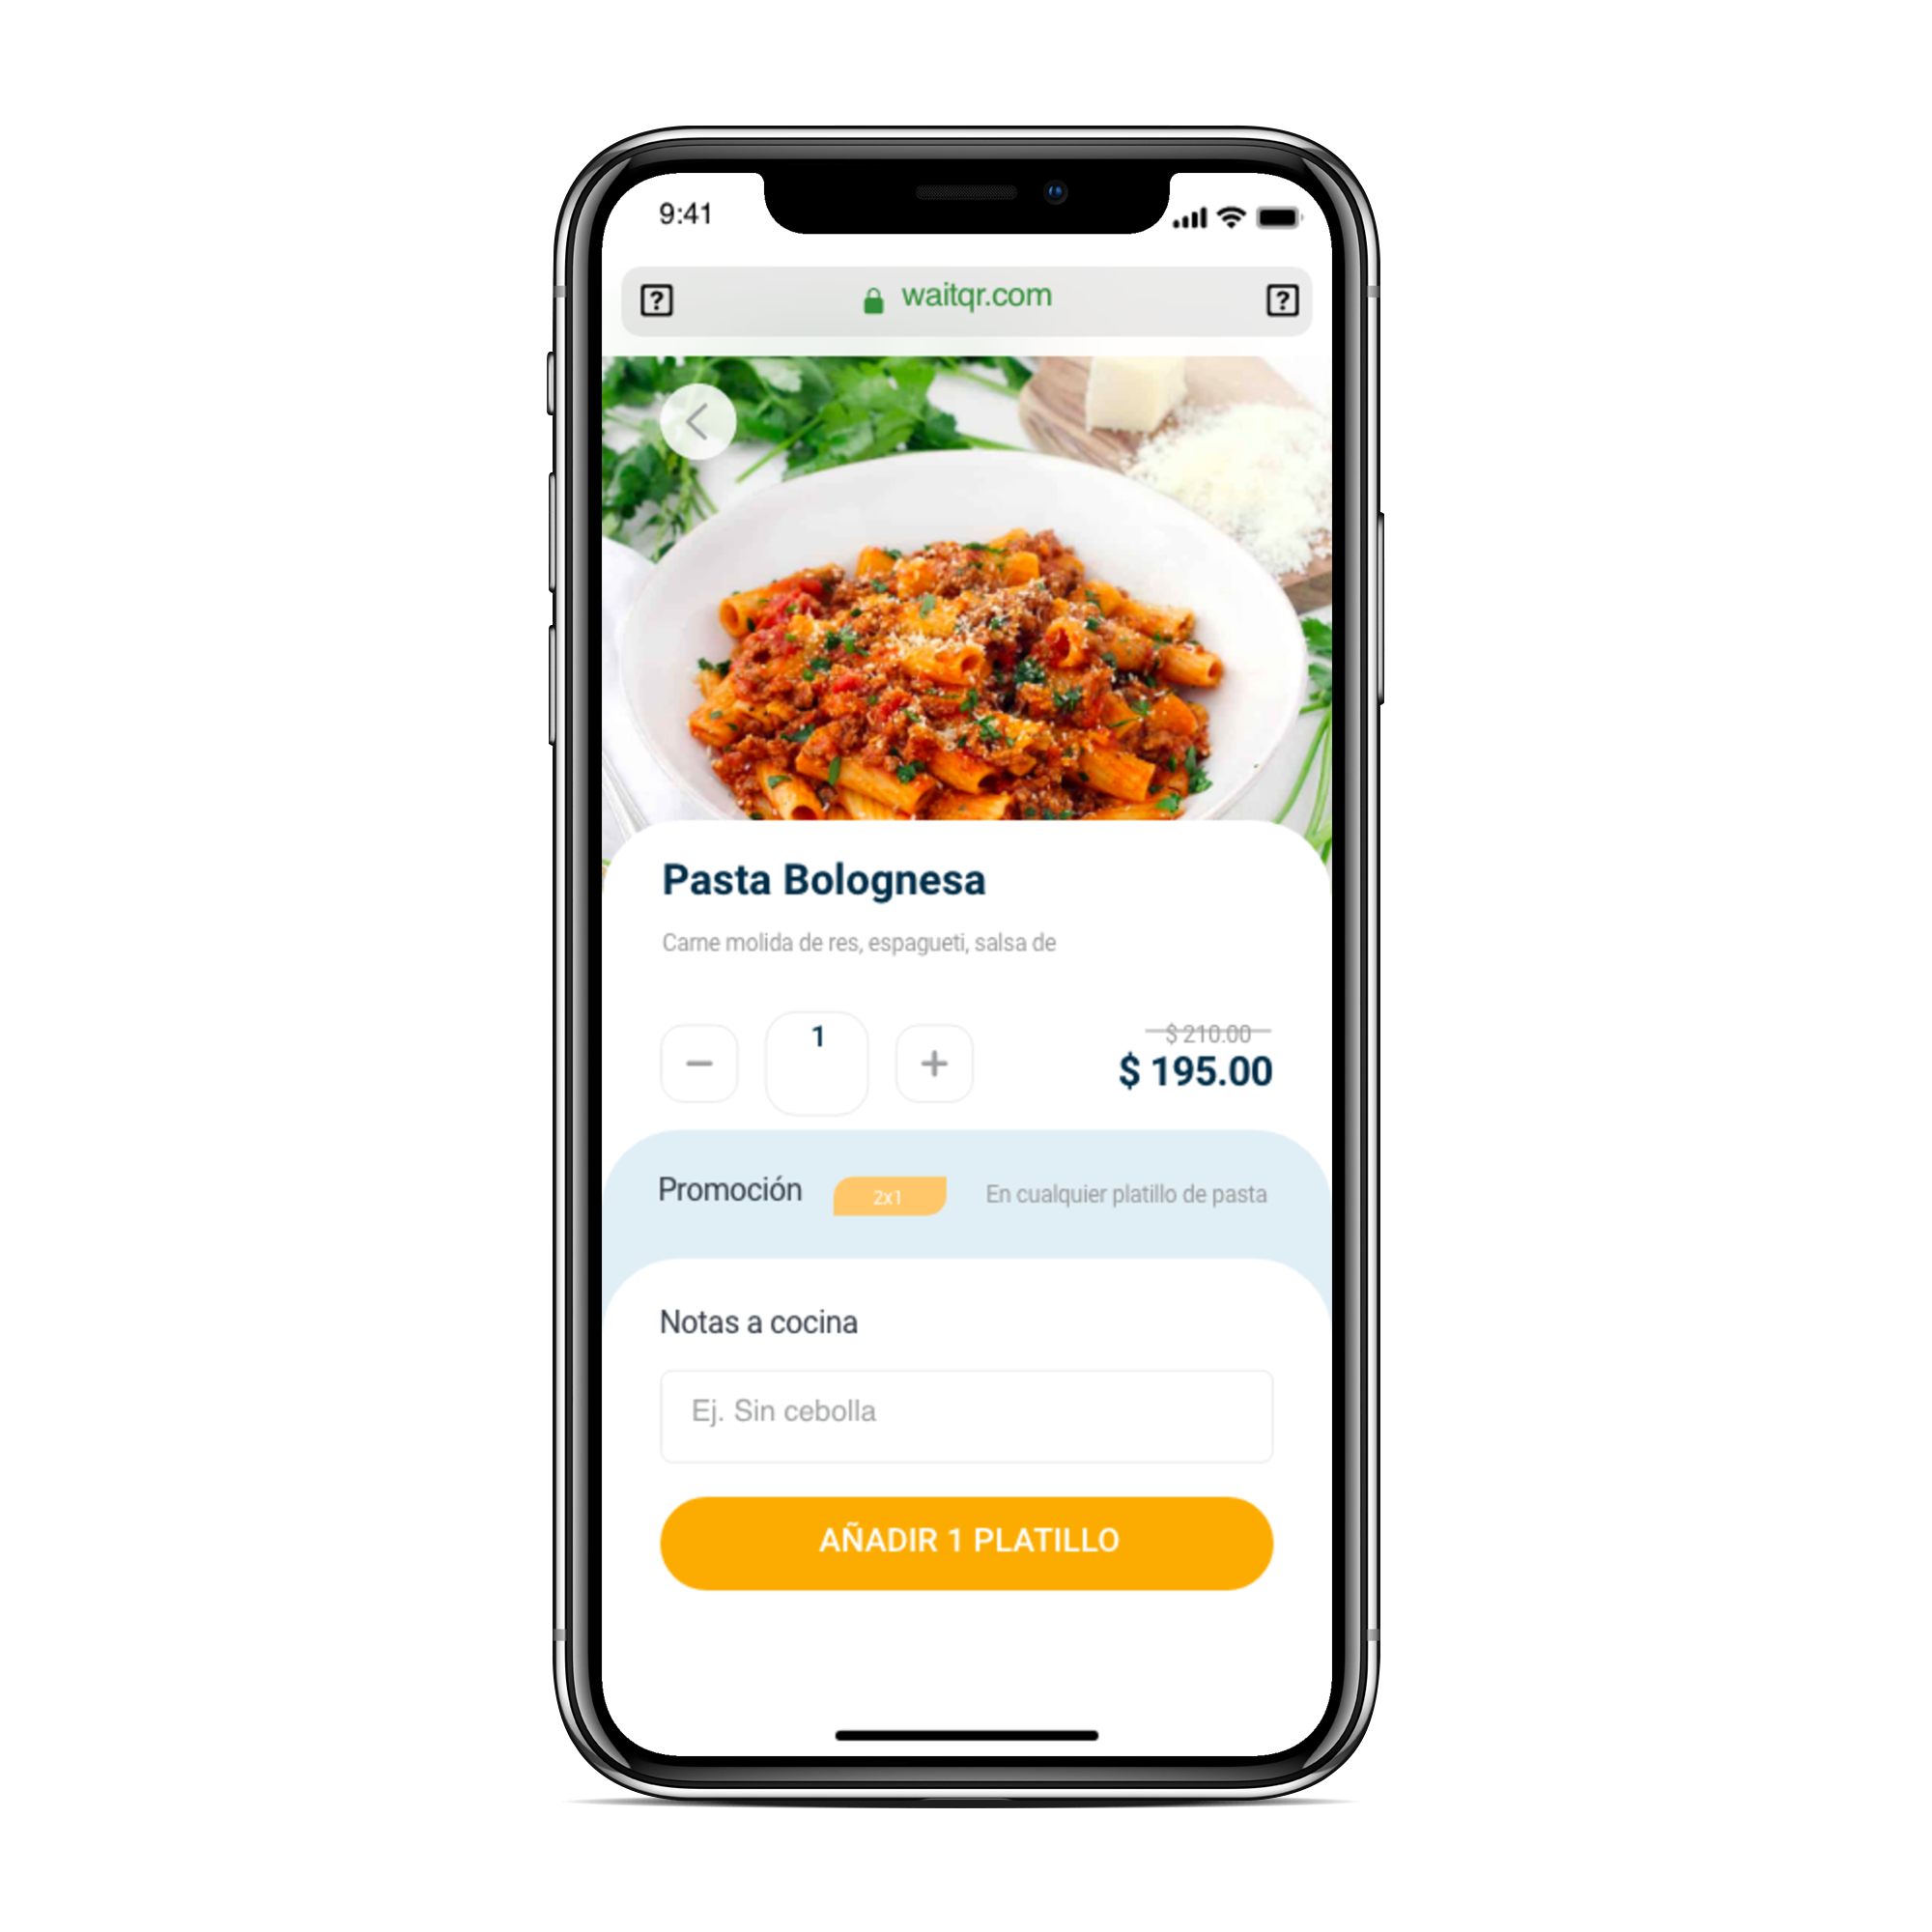 9:41
? waitqr.com ?
Pasta Bolognesa
Carne molida de res, espagueti, salsa de
1
$ 210.00
$ 195.00
Promoción 2x1 En cualquier platillo de pasta
Notas a cocina
Ej. Sin cebolla
AÑADIR 1 PLATILLO